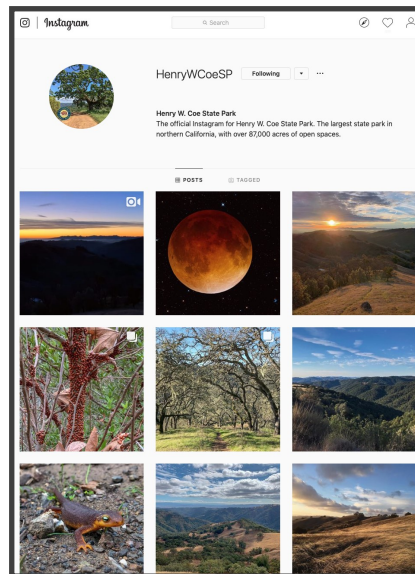 Instagram
Search
HenryWCoeSP
Following
Henry W. Coe State Park
The official Instagram for Henry W. Coe State Park. The largest state park in
northern California, with over 87,000 acres of open spaces.
POSTS
TAGGED